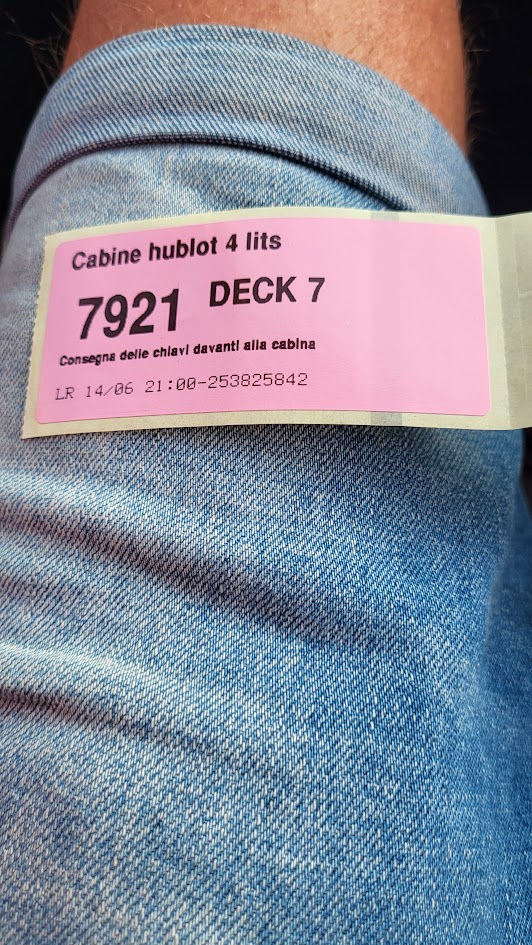 Cabine hublot 4 lits
7921 DECK 7
Consegna delle chiavi davanti alla cabina
LR 14/06 21:00-253825842